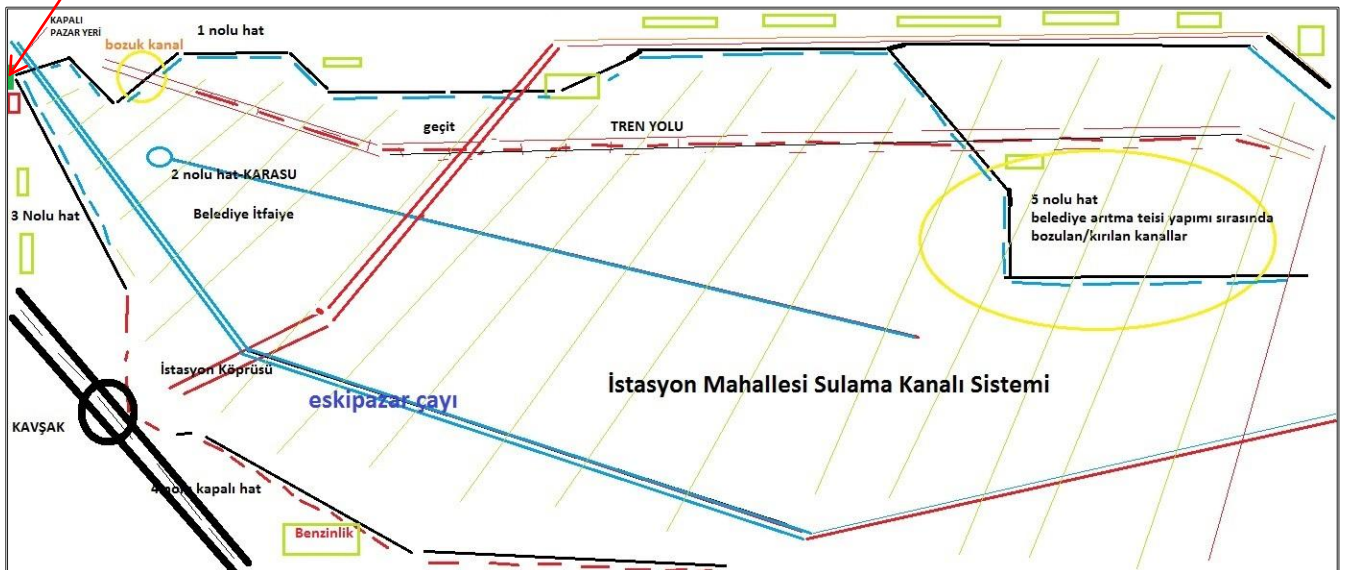 KAPALI
PAZAR YERİ
1 nolu hat
bozuk kanal
geçit
TREN YOLU
2 nolu hat-KARASU
Belediye İtfaiye
3 Nolu hat
5 nolu hat
belediye arıtma teisi yapımı sırasında
bozulan/kırılan kanallar
İstasyon Köprüsü
İstasyon Mahallesi Sulama Kanalı Sistemi
eskipazar çayı
KAVŞAK
4 nolu kapalı hat
Benzinlik